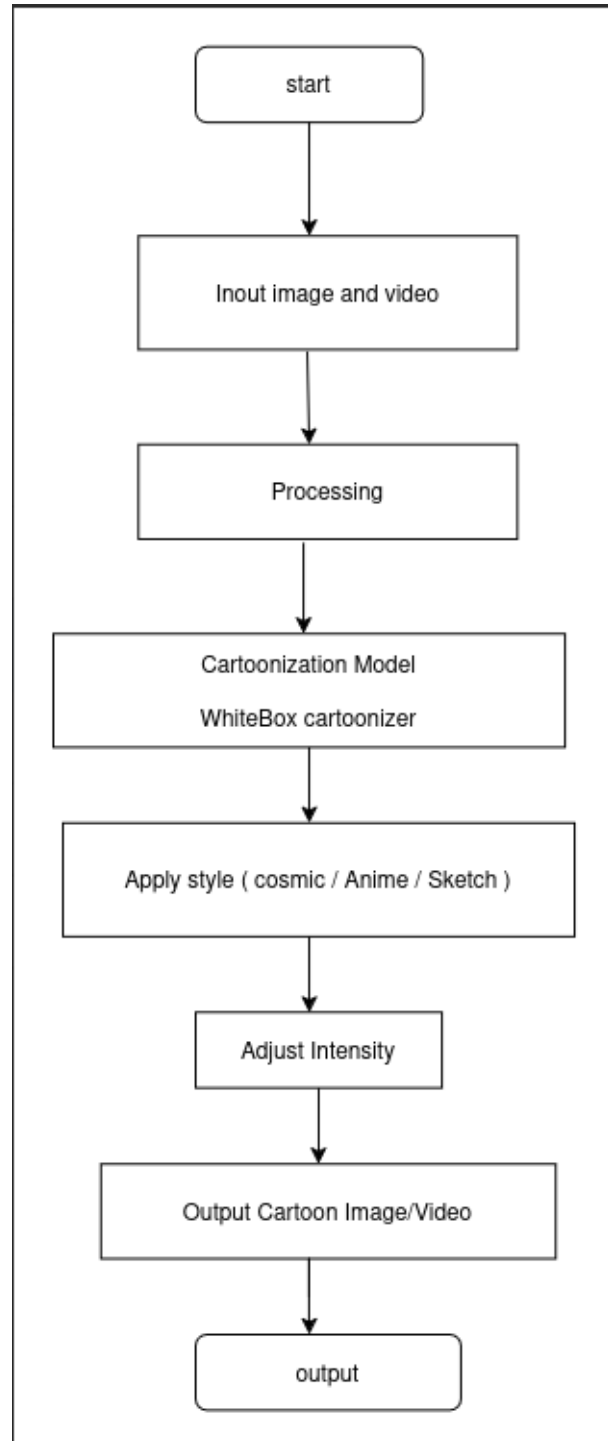 start
Inout image and video
Processing
Cartoonization Model
WhiteBox cartoonizer
Apply style ( cosmic / Anime / Sketch )
Adjust Intensity
Output Cartoon Image/Video
output